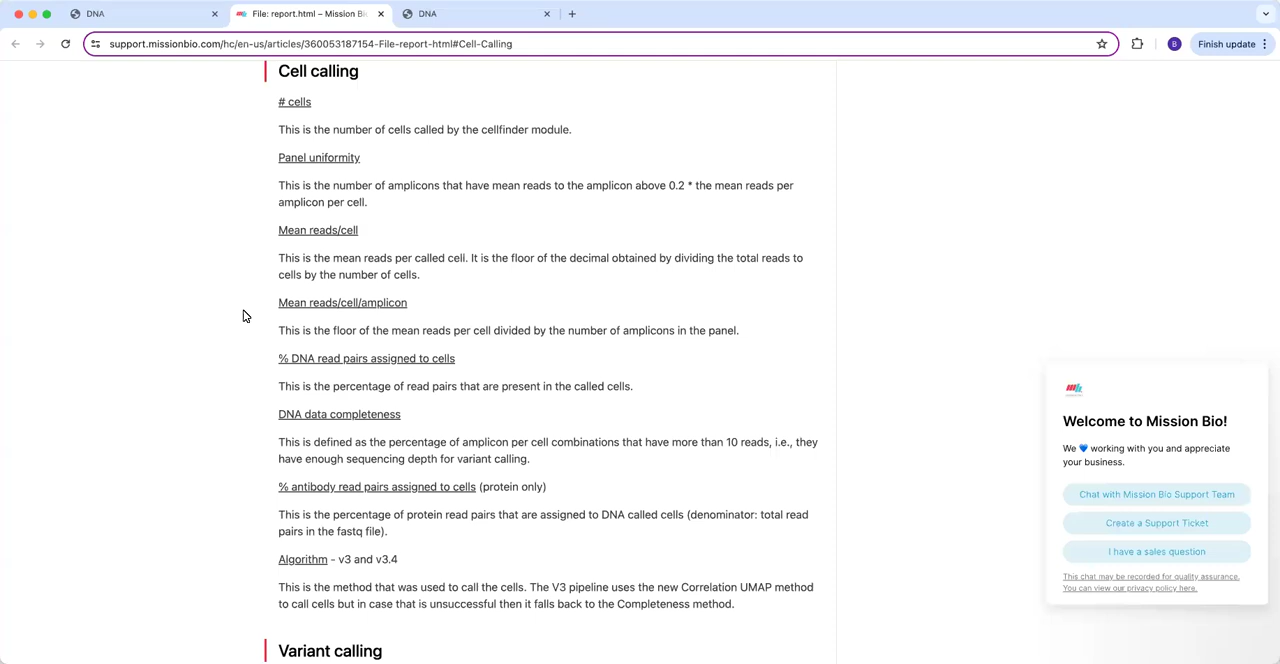 DNA
File: report.html – Mission Bi
DNA
support.missionbio.com/hc/en-us/articles/360053187154-File-report-html#Cell-Calling
B
Finish update
Cell calling
# cells
This is the number of cells called by the cellfinder module.
Panel uniformity
This is the number of amplicons that have mean reads to the amplicon above 0.2 * the mean reads per
amplicon per cell.
Mean reads/cell
This is the mean reads per called cell. It is the floor of the decimal obtained by dividing the total reads to
cells by the number of cells.
Mean reads/cell/amplicon
This is the floor of the mean reads per cell divided by the number of amplicons in the panel.
% DNA read pairs assigned to cells
This is the percentage of read pairs that are present in the called cells.
DNA data completeness
This is defined as the percentage of amplicon per cell combinations that have more than 10 reads, i.e., they
have enough sequencing depth for variant calling.
% antibody read pairs assigned to cells (protein only)
This is the percentage of protein read pairs that are assigned to DNA called cells (denominator: total read
pairs in the fastq file).
Algorithm - v3 and v3.4
This is the method that was used to call the cells. The V3 pipeline uses the new Correlation UMAP method
to call cells but in case that is unsuccessful then it falls back to the Completeness method.
Variant calling
Welcome to Mission Bio!
We 💙 working with you and appreciate
your business.
Chat with Mission Bio Support Team
Create a Support Ticket
I have a sales question
This chat may be recorded for quality assurance.
You can view our privacy policy here.